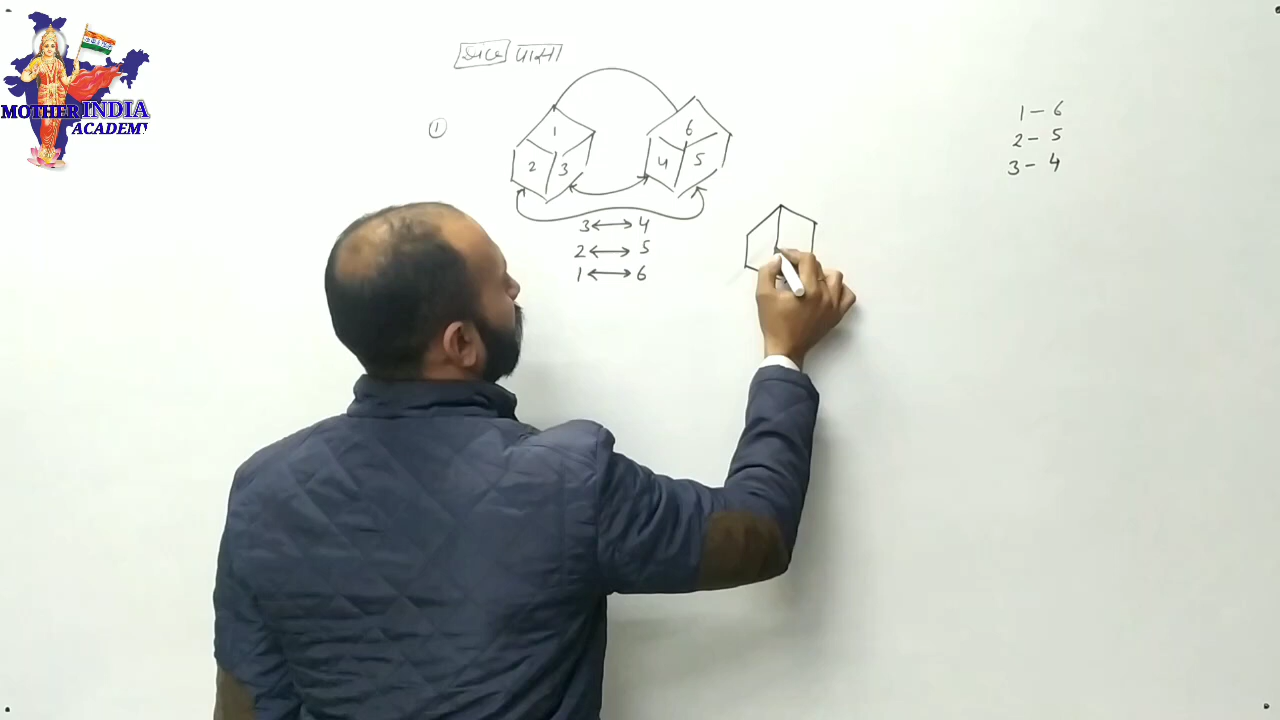 MOTHER INDIA
ACADEMY
पासा
①
1 6
2 3 4 5
3 ↔ 4
2 ↔ 5
1 ↔ 6
1 – 6
2 – 5
3 – 4